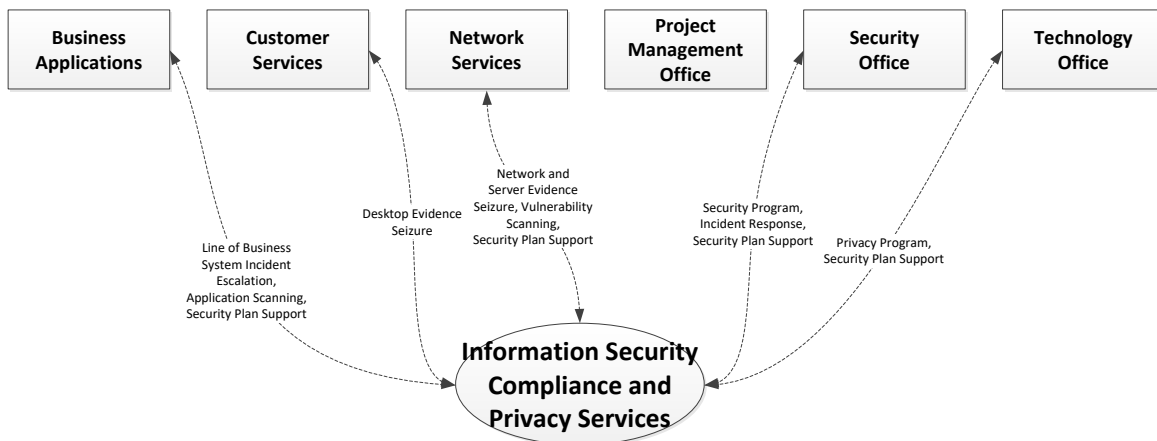 Business
Applications
Customer
Services
Network
Services
Project
Management
Office
Security
Office
Technology
Office
Line of Business
System Incident
Escalation,
Application Scanning,
Security Plan Support
Desktop Evidence
Seizure
Network and
Server Evidence
Seizure, Vulnerability
Scanning,
Security Plan Support
Security Program,
Incident Response,
Security Plan Support
Privacy Program,
Security Plan Support
Information Security
Compliance and
Privacy Services